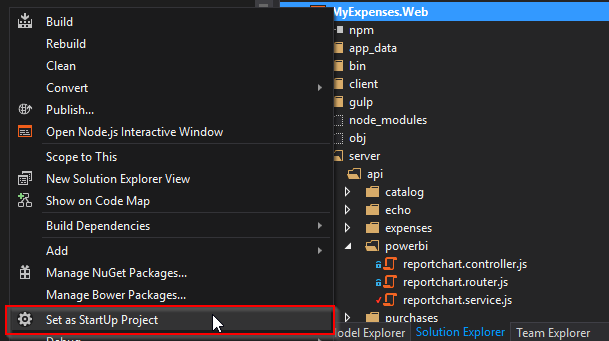 Build
Rebuild
Clean
Convert
Publish...
Open Node.js Interactive Window
Scope to This
New Solution Explorer View
Show on Code Map
Build Dependencies
Add
Manage NuGet Packages...
Manage Bower Packages...
Set as StartUp Project
Debug
MyExpenses.Web
npm
app_data
bin
client
gulp
node_modules
obj
server
api
catalog
echo
expenses
powerbi
reportchart.controller.js
reportchart.router.js
reportchart.service.js
purchases
odel Explorer Solution Explorer Team Explorer